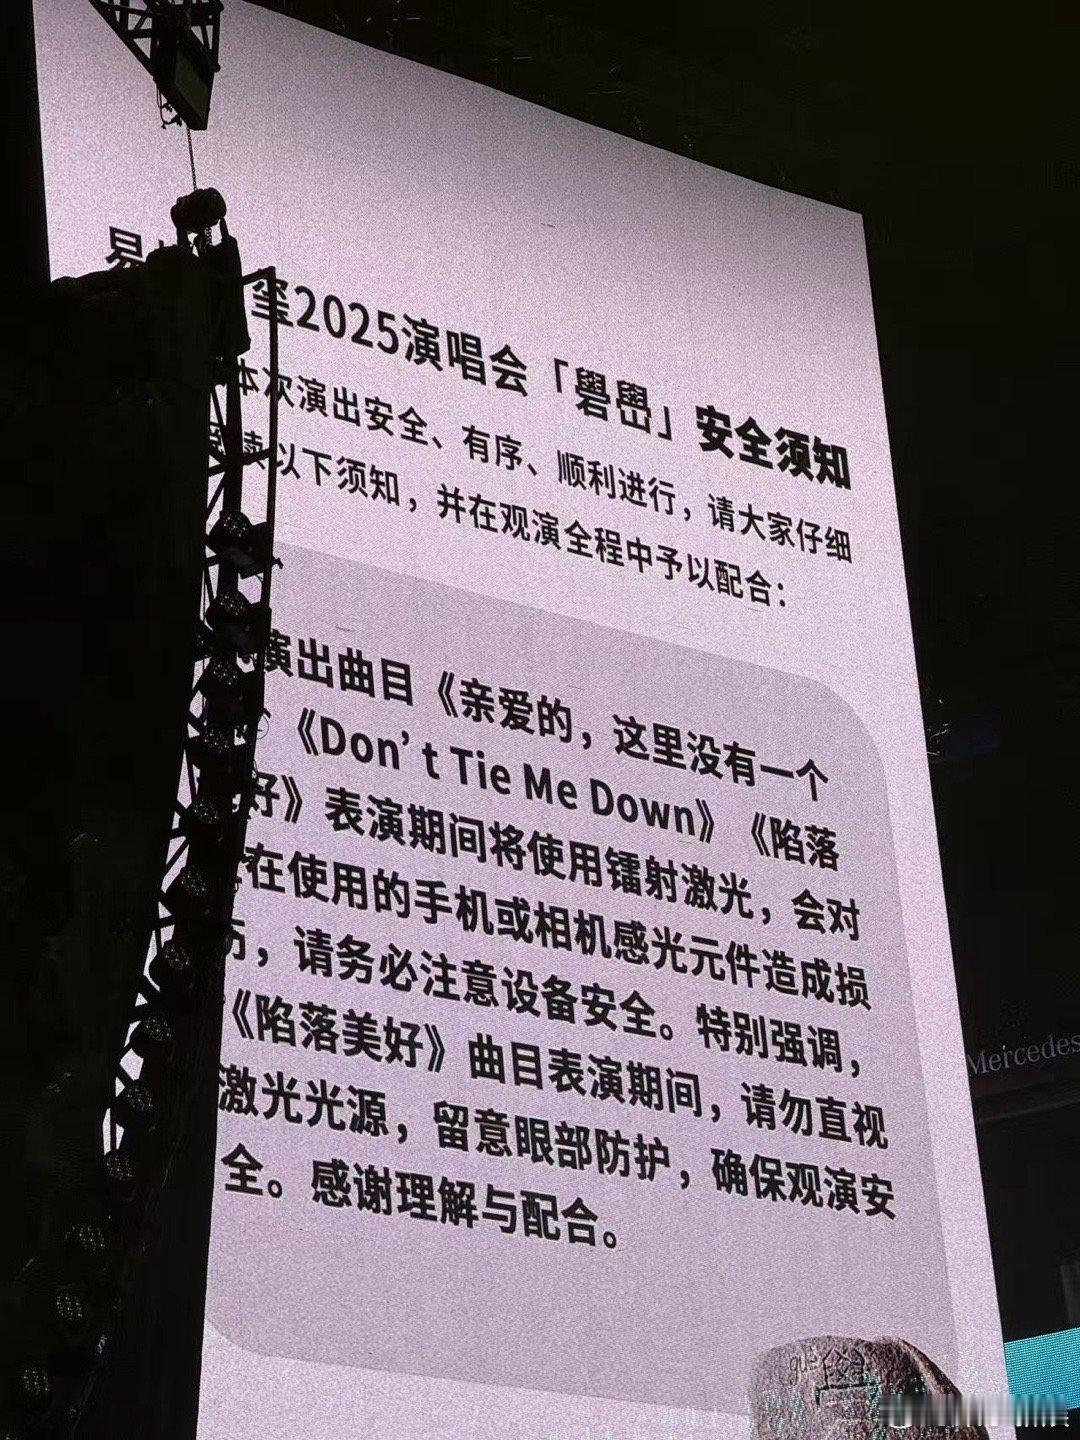 易 玺2025演唱会「礐嶨」安全须知
本次演出安全、有序、顺利进行，请大家仔细
读以下须知，并在观演全程中予以配合：
演出曲目《亲爱的，这里没有一个
《Don't Tie Me Down》《陷落
好》表演期间将使用镭射激光，会对
在使用的手机或相机感光元件造成损
，请务必注意设备安全。特别强调，
《陷落美好》曲目表演期间，请勿直视
激光光源，留意眼部防护，确保观演安
全。感谢理解与配合。
Mercedes